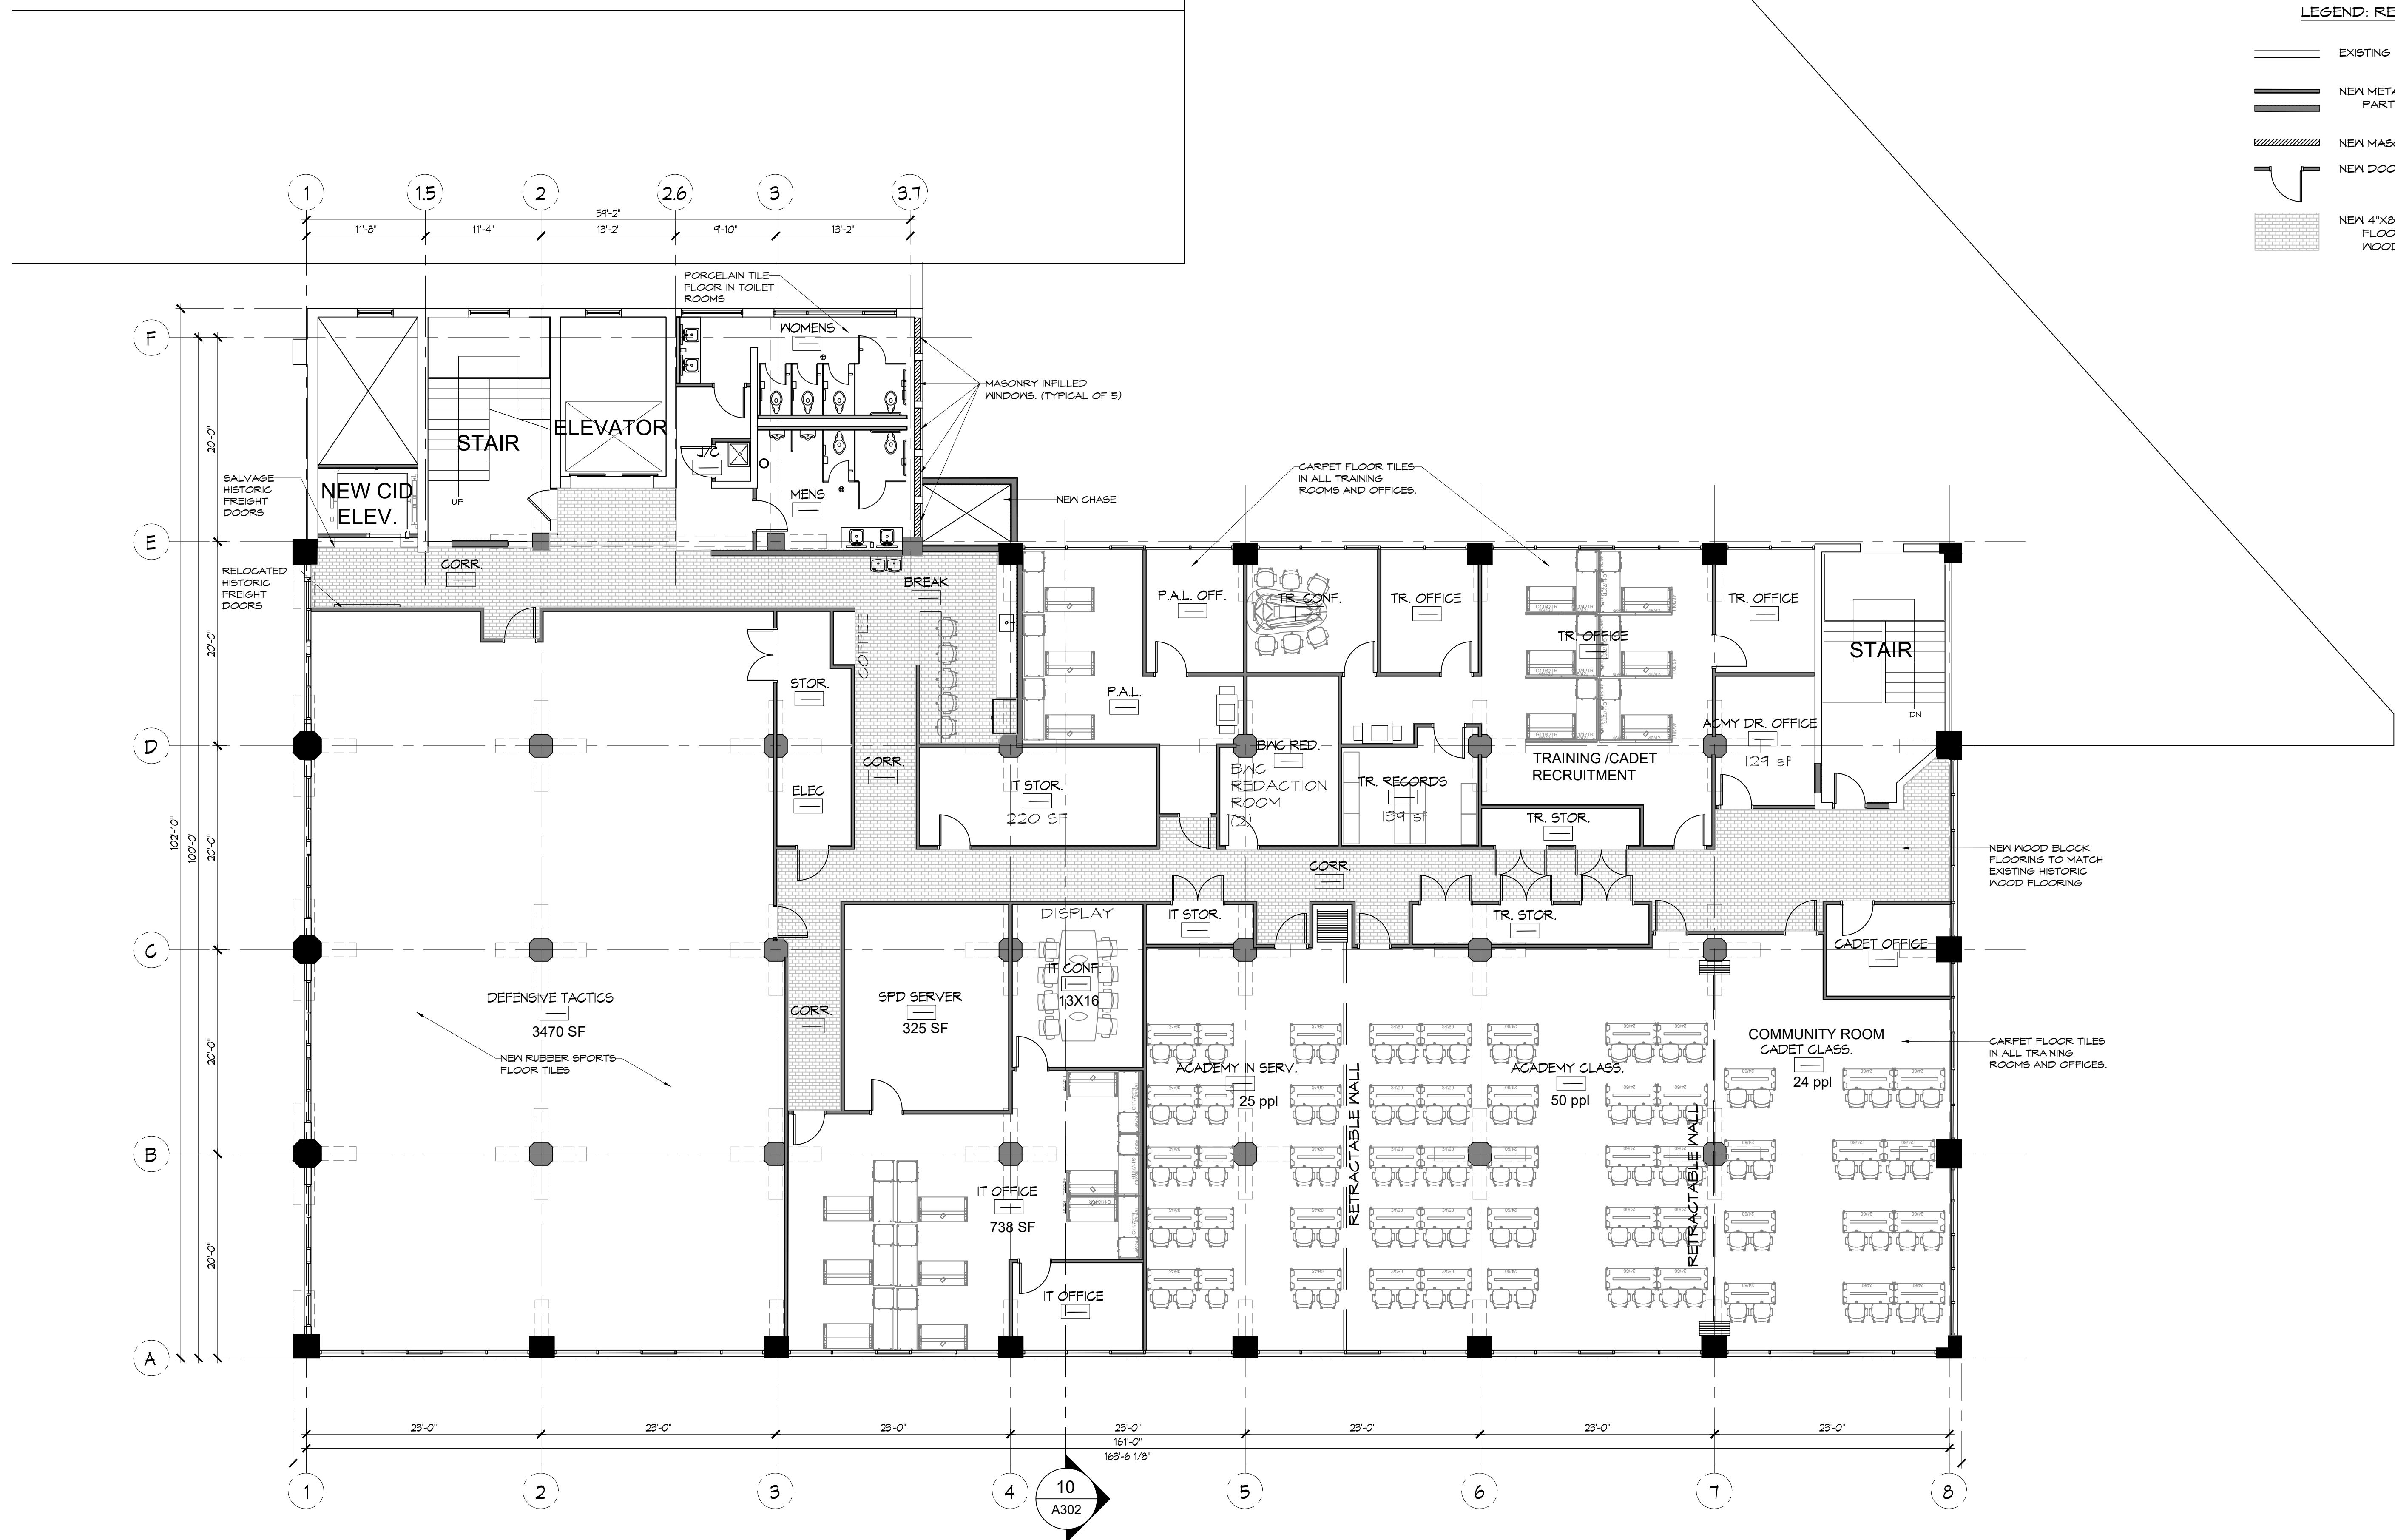 LEGEND: RE
EXISTING
NEW META
PART
NEW MASO
NEW DOO
NEW 4"X8
FLOO
WOOD
1
1.5
2
2.6
3
3.7
59'-2"
11'-8"
11'-4"
13'-2"
9'-10"
13'-2"
PORCELAIN TILE
FLOOR IN TOILET
ROOMS
F
WOMENS
MASONRY INFILLED
WINDOWS. (TYPICAL OF 5)
20'-0"
STAIR
ELEVATOR
J/C
SALVAGE
HISTORIC
FREIGHT
DOORS
NEW CID
ELEV.
UP
MENS
NEW CHASE
CARPET FLOOR TILES
IN ALL TRAINING
ROOMS AND OFFICES.
E
RELOCATED
HISTORIC
FREIGHT
DOORS
CORR.
BREAK
P.A.L. OFF.
TR. CONF.
TR. OFFICE
TR. OFFICE
TR. OFFICE
STAIR
20'-0"
COFFEE
STOR.
P.A.L.
DN
D
ACMY DR. OFFICE
129 sf
BWC RED.
BWC
REDACTION
ROOM
(2)
TRAINING /CADET
RECRUITMENT
CORR.
ELEC
IT STOR.
220 SF
TR. RECORDS
139 sf
TR. STOR.
102'-10"
100'-0"
20'-0"
CORR.
NEW WOOD BLOCK
FLOORING TO MATCH
EXISTING HISTORIC
WOOD FLOORING
DISPLAY
IT STOR.
TR. STOR.
C
CADET OFFICE
IT CONF.
13X16
DEFENSIVE TACTICS
3470 SF
SPD SERVER
325 SF
CORR.
20'-0"
NEW RUBBER SPORTS
FLOOR TILES
ACADEMY IN SERV.
25 ppl
RETRACTABLE WALL
ACADEMY CLASS.
50 ppl
RETRACTABLE WALL
COMMUNITY ROOM
CADET CLASS.
24 ppl
CARPET FLOOR TILES
IN ALL TRAINING
ROOMS AND OFFICES.
B
IT OFFICE
738 SF
20'-0"
IT OFFICE
A
23'-0"
23'-0"
23'-0"
23'-0"
23'-0"
23'-0"
23'-0"
161'-0"
163'-6 1/8"
1
2
3
4
10
A302
5
6
7
8